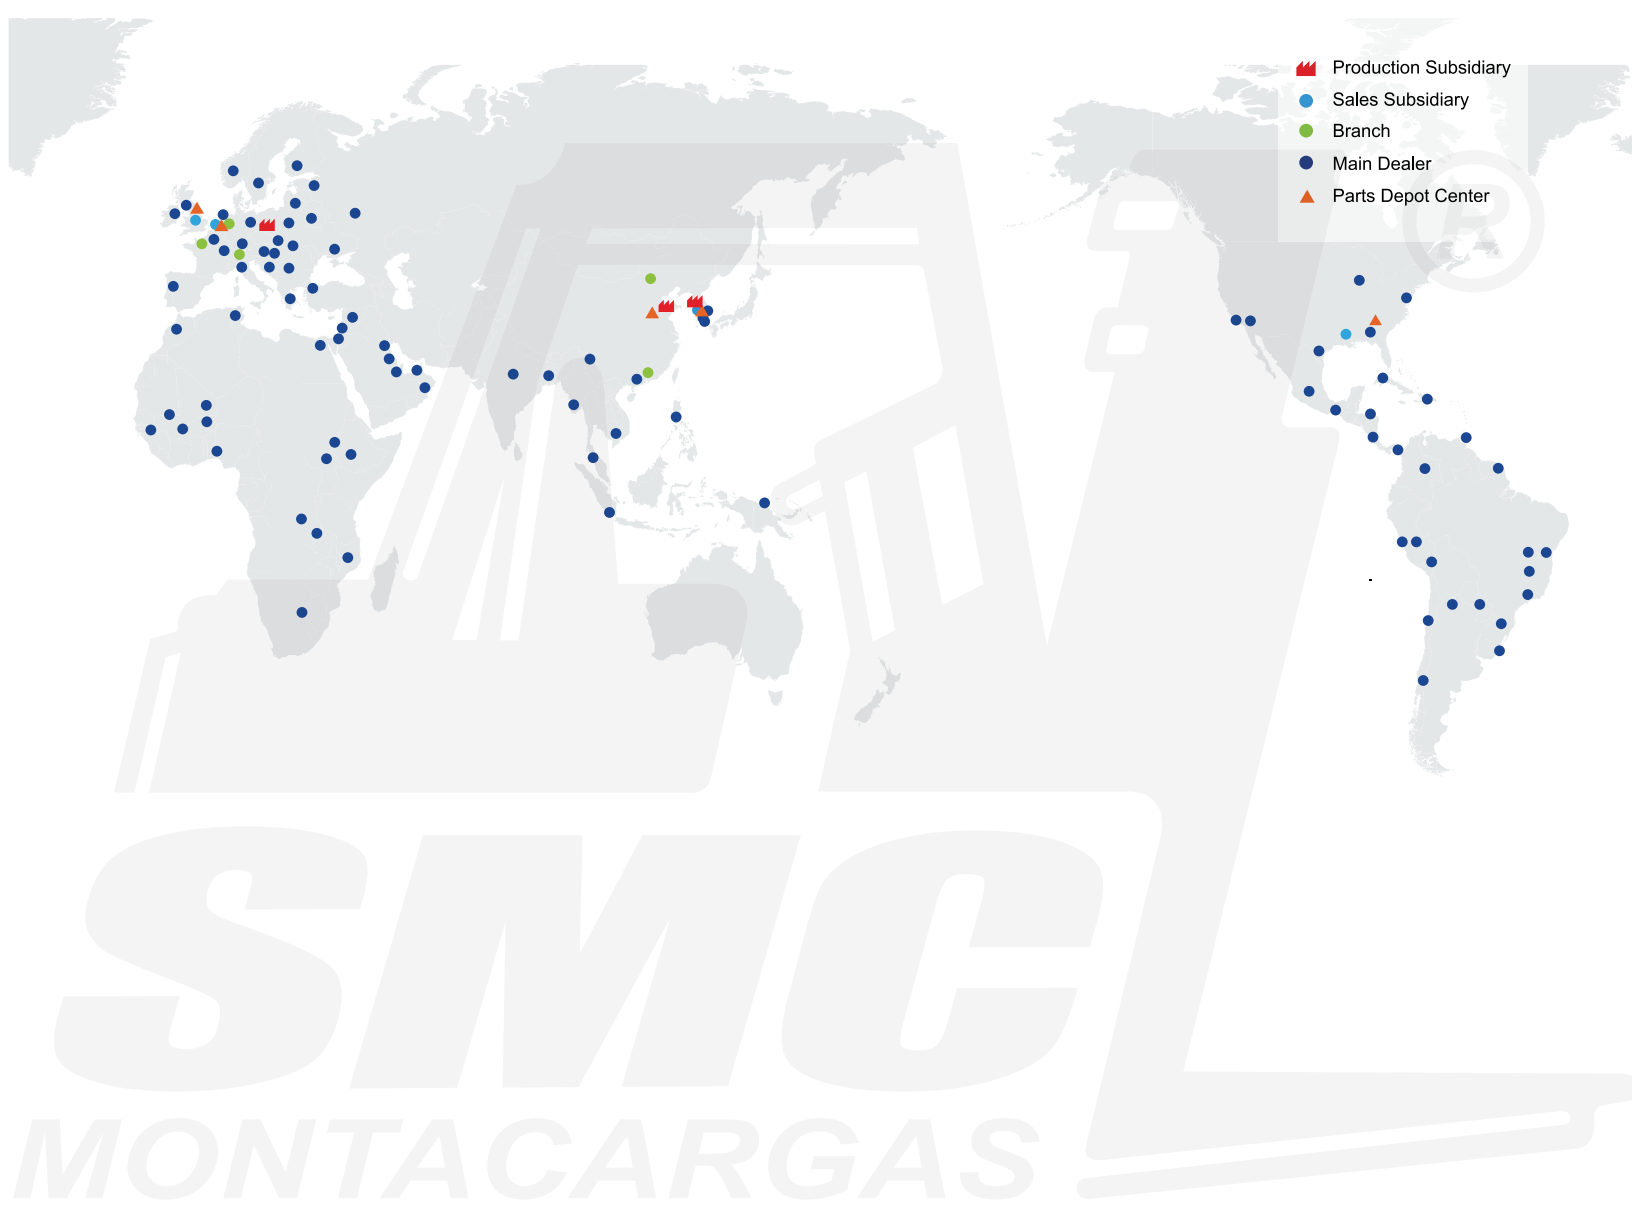 Production Subsidiary
Sales Subsidiary
Branch
Main Dealer
Parts Depot Center
®
SMC
MONTACARGAS